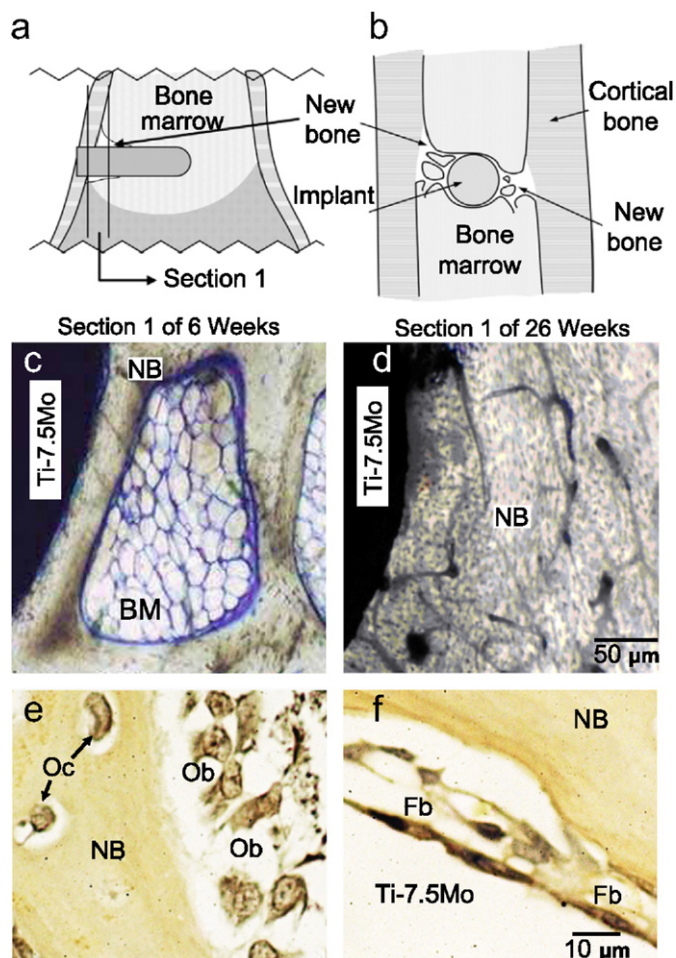 a
b
Bone
marrow
New
bone
Cortical
bone
Implant
New
bone
Bone
marrow
Section 1
Section 1 of 6 Weeks
Section 1 of 26 Weeks
c
NB
Ti-7.5Mo
BM
d
Ti-7.5Mo
NB
50 µm
e
Oc
Ob
NB
Ob
f
NB
Fb
Ti-7.5Mo
Fb
10 µm